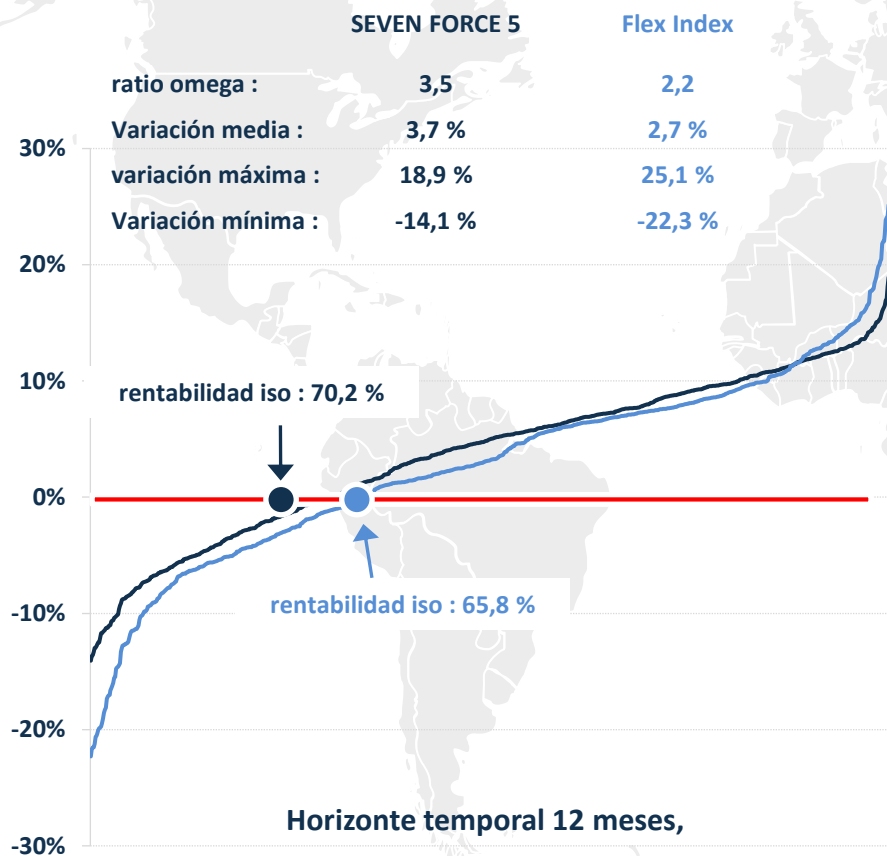 SEVEN FORCE 5 Flex Index
ratio omega : 3,5 2,2
Variación media : 3,7 % 2,7 %
30%
variación máxima : 18,9 % 25,1 %
Variación mínima : -14,1 % -22,3 %
20%
10%
rentabilidad iso : 70,2 %
0%
rentabilidad iso : 65,8 %
-10%
-20%
Horizonte temporal 12 meses,
-30%